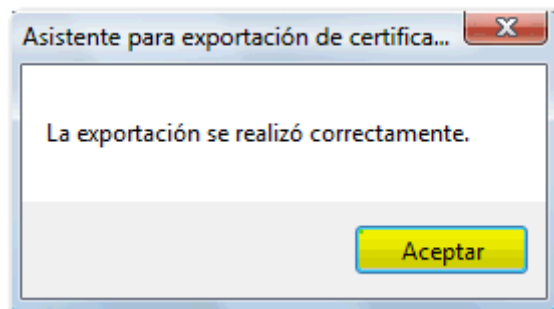 Asistente para exportación de certifica...
La exportación se realizó correctamente.
Aceptar